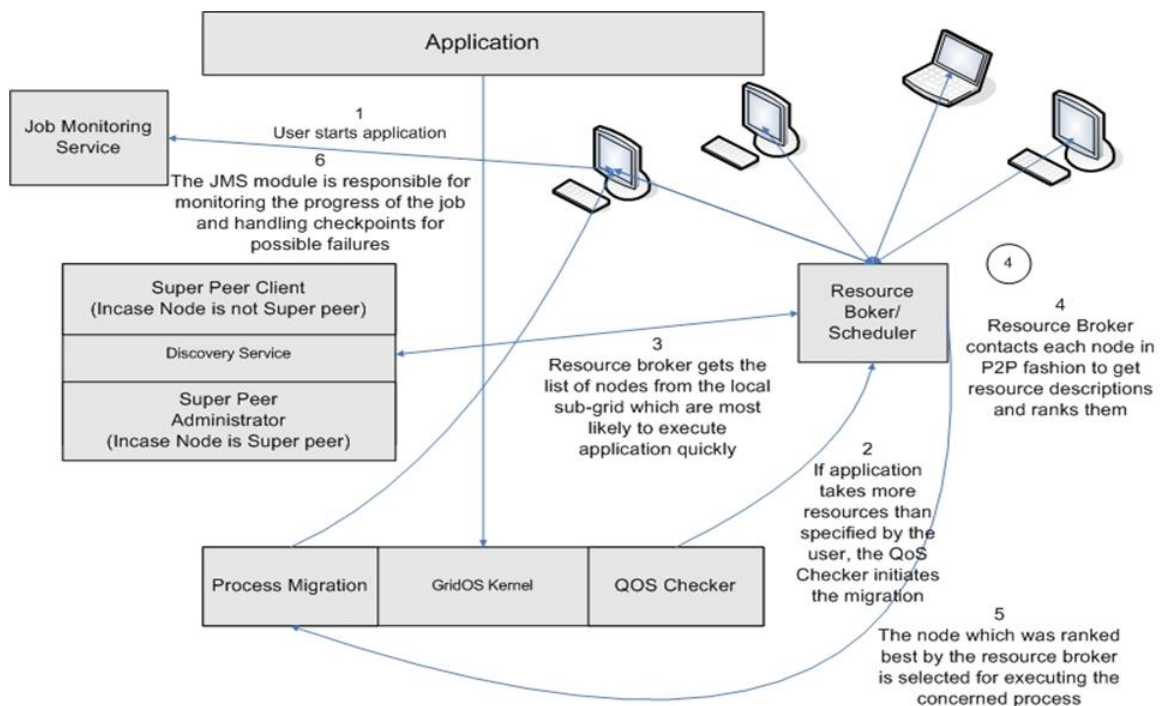 Application
Job Monitoring
Service
1
User starts application
6
The JMS module is responsible for
monitoring the progress of the job
and handling checkpoints for
possible failures
Super Peer Client
(Incase Node is not Super peer)
Discovery Service
Super Peer
Administrator
(Incase Node is Super peer)
3
Resource broker gets the
list of nodes from the local
sub-grid which are most
likely to execute
application quickly
Resource
Boker/
Scheduler
4
4
Resource Broker
contacts each node in
P2P fashion to get
resource descriptions
and ranks them
2
If application
takes more
resources than
specified by the
user, the QoS
Checker initiates
the migration
Process Migration
GridOS Kernel
QOS Checker
5
The node which was ranked
best by the resource broker
is selected for executing the
concerned process